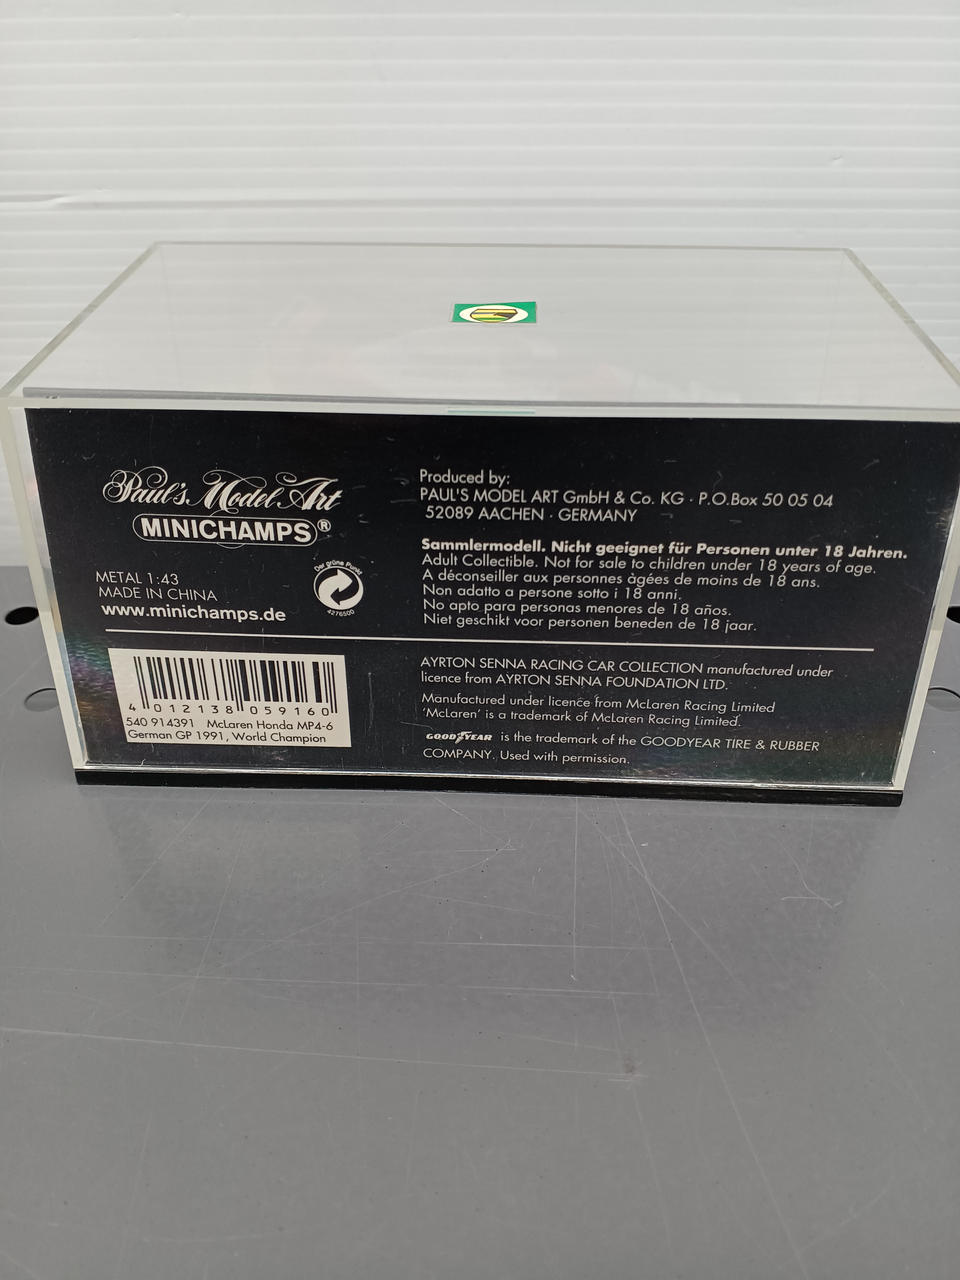 Paul's Model Art
MINICHAMPS®
METAL 1:43
MADE IN CHINA
www.minichamps.de
Der grüne Punkt
4276500
Produced by:
PAUL'S MODEL ART GmbH & Co. KG · P.O.Box 50 05 04
52089 AACHEN · GERMANY
Sammlermodell. Nicht geeignet für Personen unter 18 Jahren.
Adult Collectible. Not for sale to children under 18 years of age.
A déconseiller aux personnes âgées de moins de 18 ans.
Non adatto a persone sotto i 18 anni.
No apto para personas menores de 18 años.
Niet geschikt voor personen beneden de 18 jaar.
4 012138 059160
540 914391 McLaren Honda MP4-6
German GP 1991, World Champion
AYRTON SENNA RACING CAR COLLECTION manufactured under
licence from AYRTON SENNA FOUNDATION LTD.
Manufactured under licence from McLaren Racing Limited
'McLaren' is a trademark of McLaren Racing Limited.
GOODYEAR is the trademark of the GOODYEAR TIRE & RUBBER
COMPANY. Used with permission.